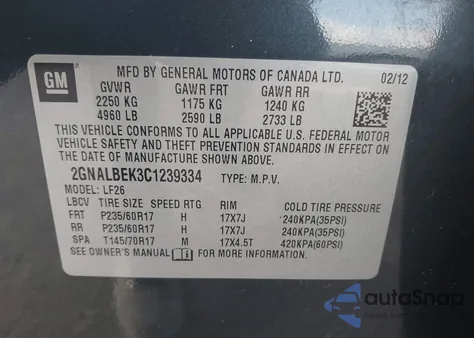 GM
MFD BY GENERAL MOTORS OF CANADA LTD. 02/12
GVWR GAWR FRT GAWR RR
2250 KG 1175 KG 1240 KG
4960 LB 2590 LB 2733 LB
THIS VEHICLE CONFORMS TO ALL APPLICABLE U.S. FEDERAL MOTOR
VEHICLE SAFETY AND THEFT PREVENTION STANDARDS IN EFFECT ON THE
DATE OF MANUFACTURE SHOWN ABOVE.
2GNALBEK3C1239334 TYPE: M.P.V.
MODEL: LF26
LBCV TIRE SIZE SPEED RTG RIM COLD TIRE PRESSURE
FRT P235/60R17 H 17X7J 240KPA(35PSI)
RR P235/60R17 H 17X7J 240KPA(35PSI)
SPA T145/70R17 M 17X4.5T 420KPA(60PSI)
SEE OWNER'S MANUAL FOR MORE INFORMATION.
autoSnap